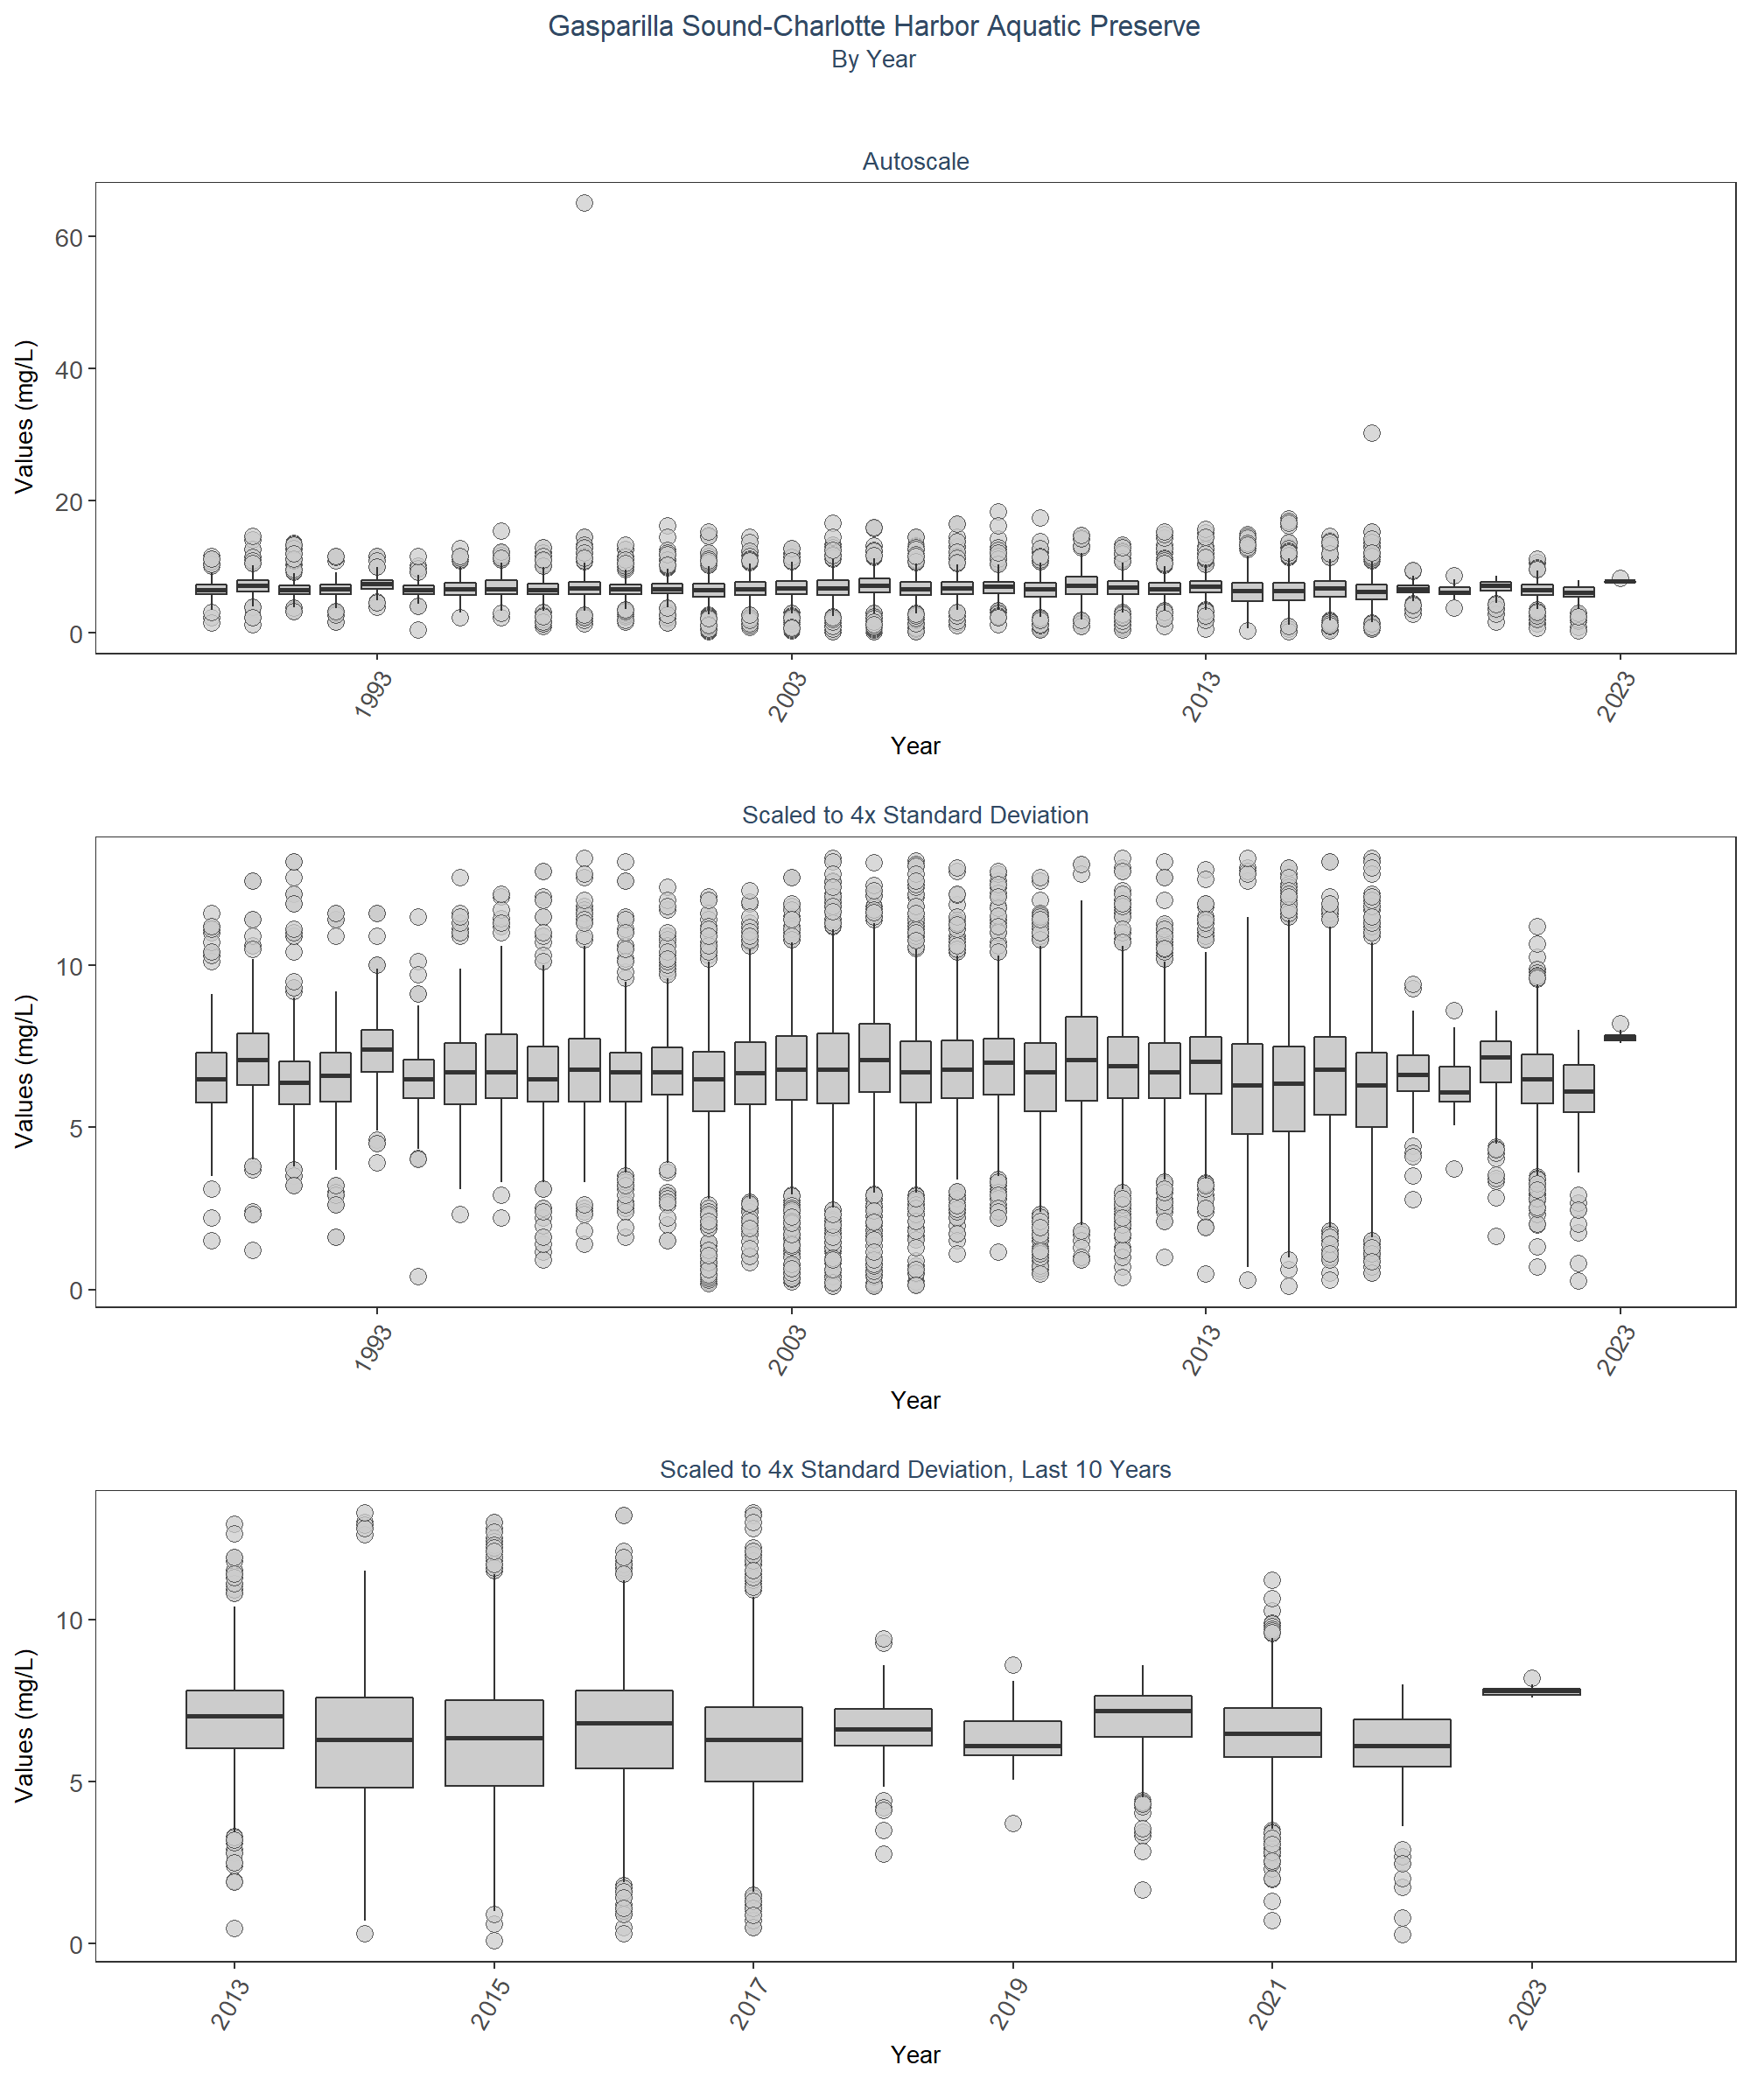 Gasparilla Sound-Charlotte Harbor Aquatic Preserve
By Year
Autoscale
Values (mg/L)
60
40
20
0
1993
2003
2013
2023
Year
Scaled to 4x Standard Deviation
Values (mg/L)
10
5
0
1993
2003
2013
2023
Year
Scaled to 4x Standard Deviation, Last 10 Years
Values (mg/L)
10
5
0
2013
2015
2017
2019
2021
2023
Year